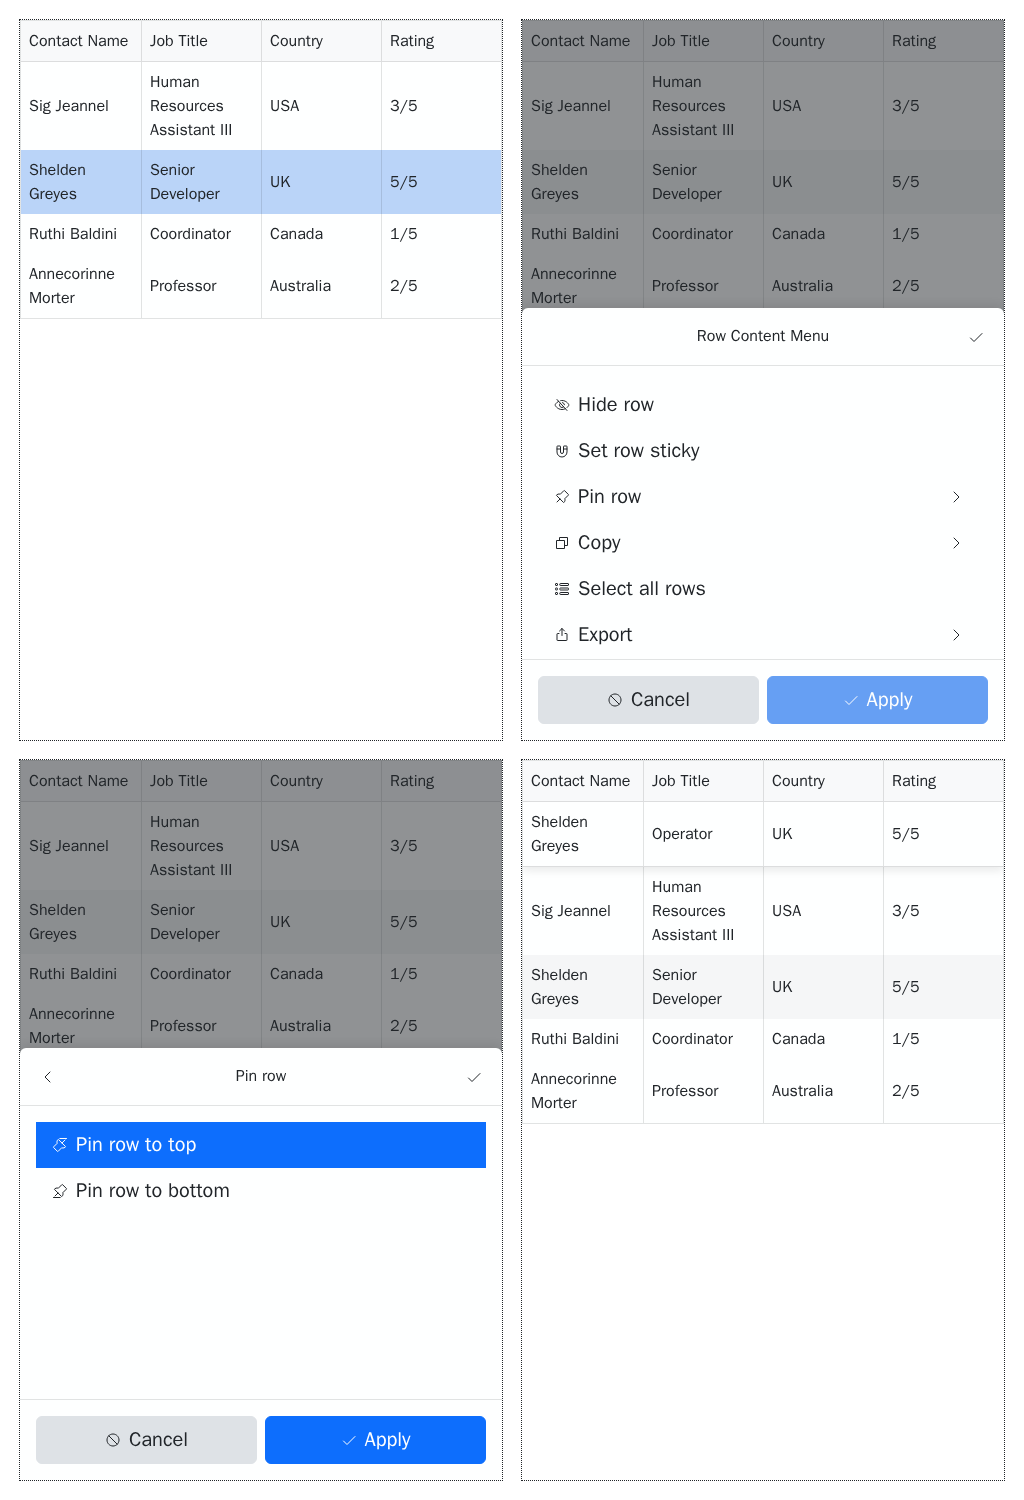 Contact Name Job Title Country Rating
Sig Jeannel Human Resources Assistant III USA 3/5
Shelden Greyes Senior Developer UK 5/5
Ruthi Baldini Coordinator Canada 1/5
Annecorinne Morter Professor Australia 2/5
Contact Name Job Title Country Rating
Sig Jeannel Human Resources Assistant III USA 3/5
Shelden Greyes Senior Developer UK 5/5
Ruthi Baldini Coordinator Canada 1/5
Annecorinne Morter Professor Australia 2/5
Row Content Menu
Hide row
Set row sticky
Pin row
Copy
Select all rows
Export
Cancel Apply
Contact Name Job Title Country Rating
Sig Jeannel Human Resources Assistant III USA 3/5
Shelden Greyes Senior Developer UK 5/5
Ruthi Baldini Coordinator Canada 1/5
Annecorinne Morter Professor Australia 2/5
Pin row
Pin row to top
Pin row to bottom
Cancel Apply
Contact Name Job Title Country Rating
Shelden Greyes Operator UK 5/5
Sig Jeannel Human Resources Assistant III USA 3/5
Shelden Greyes Senior Developer UK 5/5
Ruthi Baldini Coordinator Canada 1/5
Annecorinne Morter Professor Australia 2/5